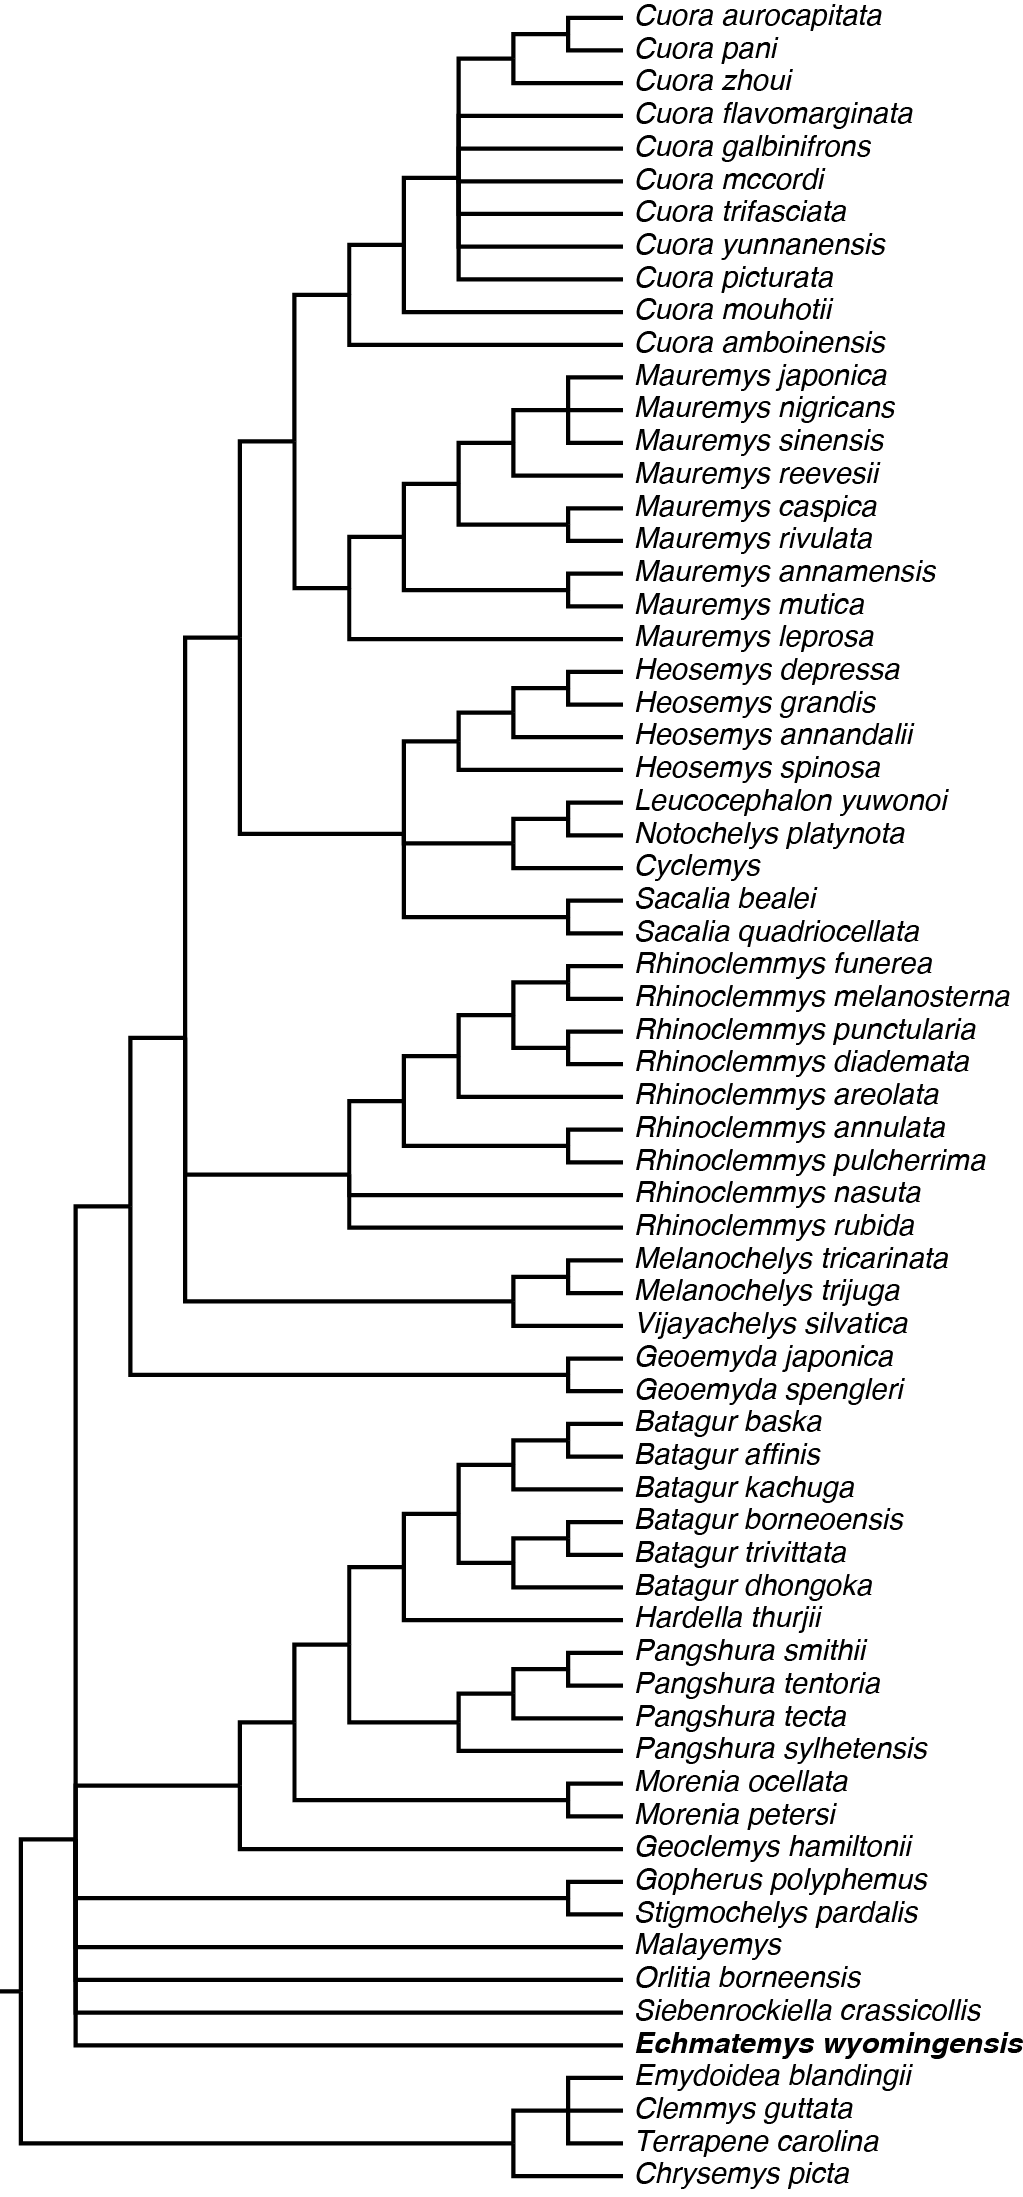 Cuora aurocapitata
Cuora pani
Cuora zhoui
Cuora flavomarginata
Cuora galbinifrons
Cuora mccordi
Cuora trifasciata
Cuora yunnanensis
Cuora picturata
Cuora mouhotii
Cuora amboinensis
Mauremys japonica
Mauremys nigricans
Mauremys sinensis
Mauremys reevesii
Mauremys caspica
Mauremys rivulata
Mauremys annamensis
Mauremys mutica
Mauremys leprosa
Heosemys depressa
Heosemys grandis
Heosemys annandalii
Heosemys spinosa
Leucocephalon yuwonoi
Notochelys platynota
Cyclemys
Sacalia bealei
Sacalia quadriocellata
Rhinoclemmys funerea
Rhinoclemmys melanosterna
Rhinoclemmys punctularia
Rhinoclemmys diademata
Rhinoclemmys areolata
Rhinoclemmys annulata
Rhinoclemmys pulcherrima
Rhinoclemmys nasuta
Rhinoclemmys rubida
Melanochelys tricarinata
Melanochelys trijuga
Vijayachelys silvatica
Geoemyda japonica
Geoemyda spengleri
Batagur baska
Batagur affinis
Batagur kachuga
Batagur borneoensis
Batagur trivittata
Batagur dhongoka
Hardella thurjii
Pangshura smithii
Pangshura tentoria
Pangshura tecta
Pangshura sylhetensis
Morenia ocellata
Morenia petersi
Geoclemys hamiltonii
Gopherus polyphemus
Stigmochelys pardalis
Malayemys
Orlitia borneensis
Siebenrockiella crassicollis
Echmatemys wyomingensis
Emydoidea blandingii
Clemmys guttata
Terrapene carolina
Chrysemys picta